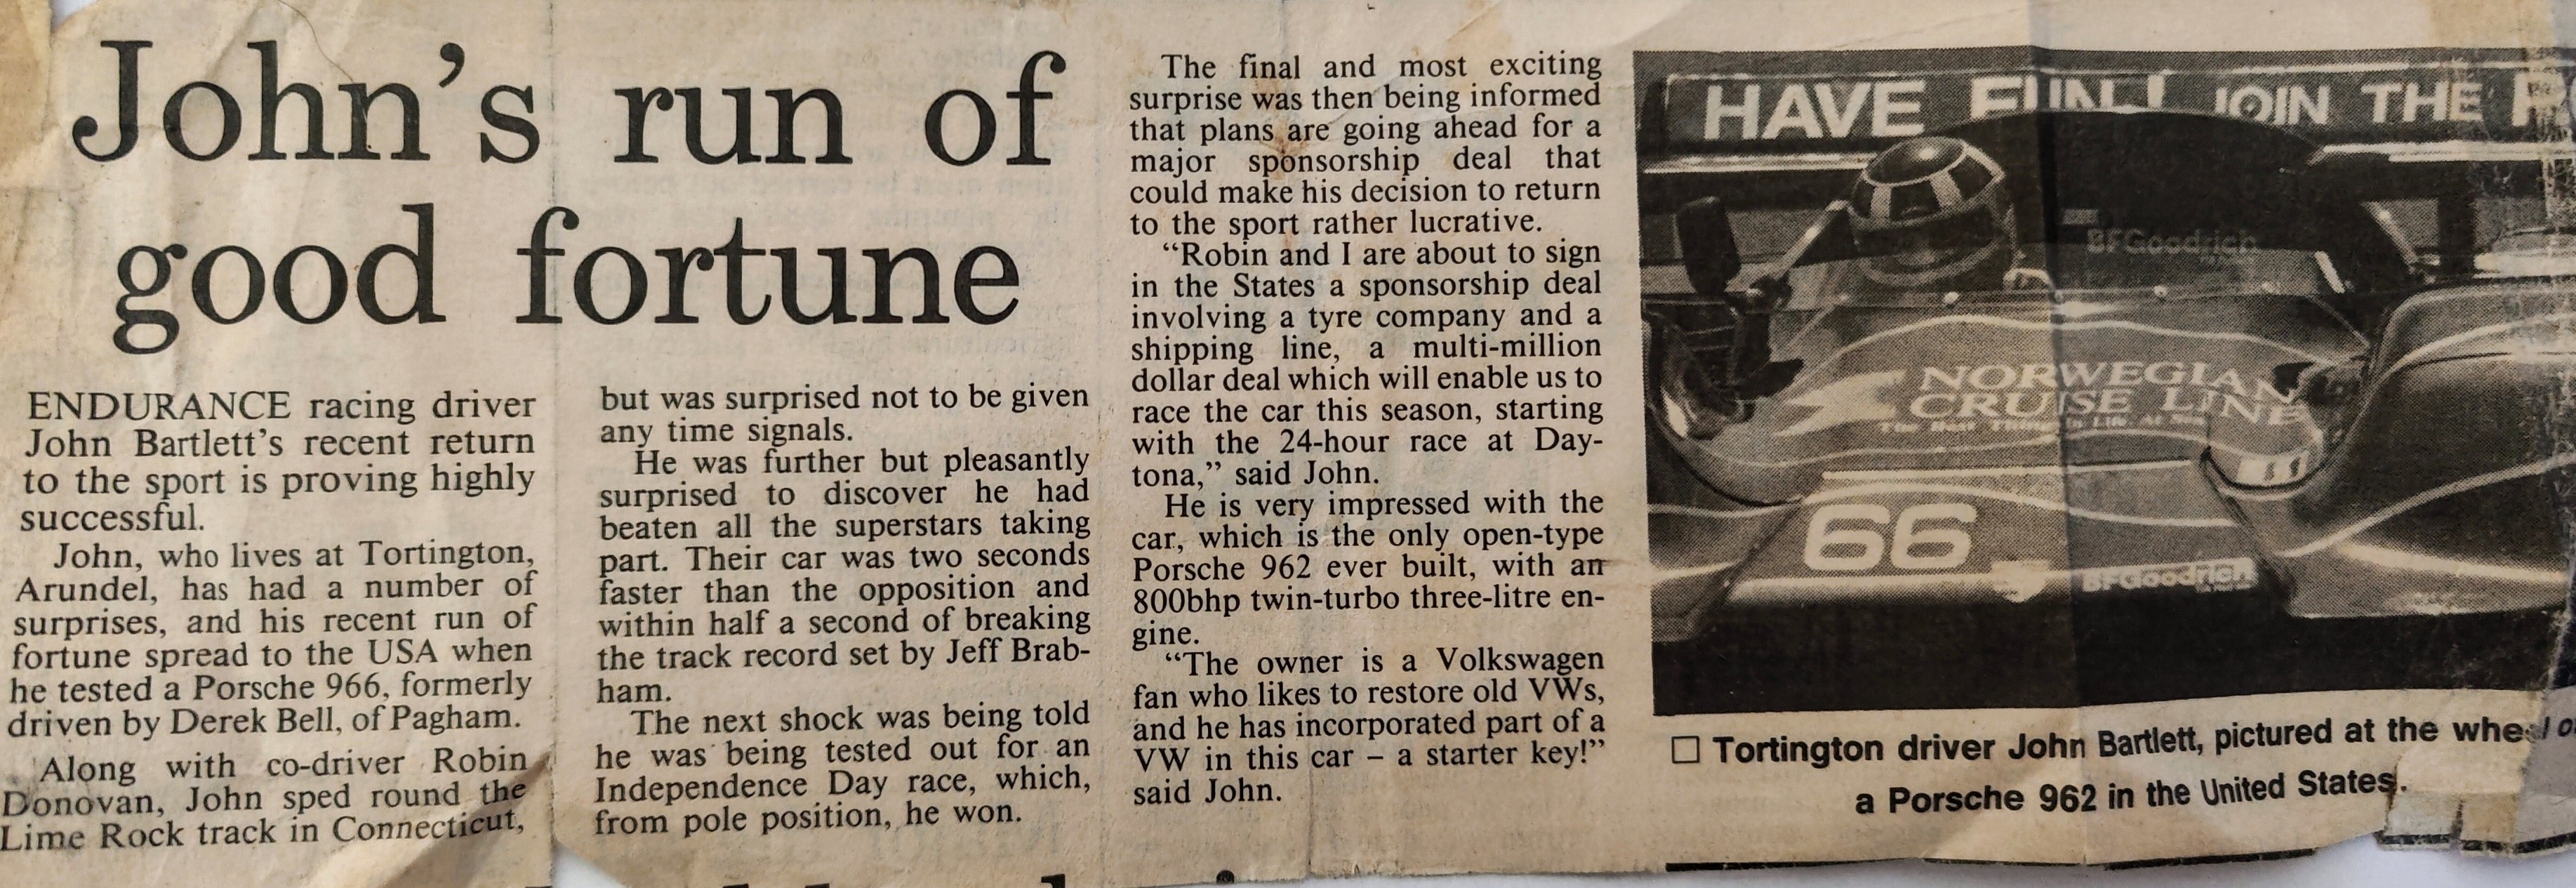 John's run of
good fortune
ENDURANCE racing driver
John Bartlett's recent return
to the sport is proving highly
successful.
John, who lives at Tortington,
Arundel, has had a number of
surprises, and his recent run of
fortune spread to the USA when
he tested a Porsche 966, formerly
driven by Derek Bell, of Pagham.
Along with co-driver Robin
Donovan, John sped round the
Lime Rock track in Connecticut,
but was surprised not to be given
any time signals.
He was further but pleasantly
surprised to discover he had
beaten all the superstars taking
part. Their car was two seconds
faster than the opposition and
within half a second of breaking
the track record set by Jeff Brab-
ham.
The next shock was being told
he was being tested out for an
Independence Day race, which,
from pole position, he won.
The final and most exciting
surprise was then being informed
that plans are going ahead for a
major sponsorship deal that
could make his decision to return
to the sport rather lucrative.
“Robin and I are about to sign
in the States a sponsorship deal
involving a tyre company and a
shipping line, a multi-million
dollar deal which will enable us to
race the car this season, starting
with the 24-hour race at Day-
tona,” said John.
He is very impressed with the
car, which is the only open-type
Porsche 962 ever built, with an
800bhp twin-turbo three-litre en-
gine.
“The owner is a Volkswagen
fan who likes to restore old VWs,
and he has incorporated part of a
VW in this car – a starter key!”
said John.
HAVE FUN! JOIN THE
BFGoodrich
NORWEGIAN
CRUISE LINE
66
BFGoodrich
Tortington driver John Bartlett, pictured at the
a Porsche 962 in the United States.